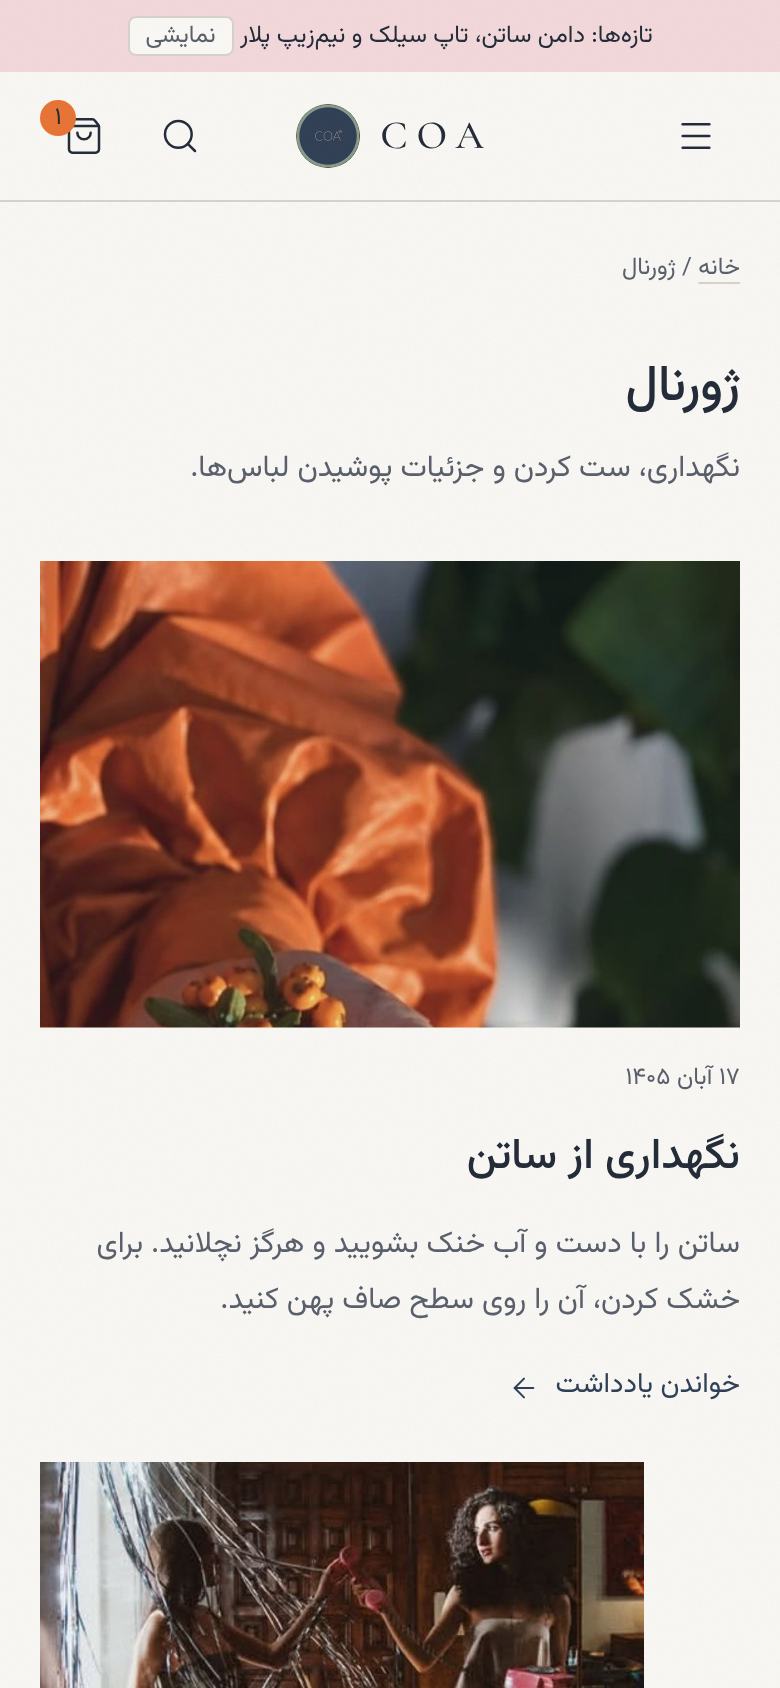 تازه‌ها: دامن ساتن، تاپ سیلک و نیم‌زیپ پلار نمایشی
COA COA
۱
خانه / ژورنال
ژورنال
نگهداری، ست کردن و جزئیات پوشیدن لباس‌ها.
۱۷ آبان ۱۴۰۵
نگهداری از ساتن
ساتن را با دست و آب خنک بشویید و هرگز نچلانید. برای
خشک کردن، آن را روی سطح صاف پهن کنید.
خواندن یادداشت ←